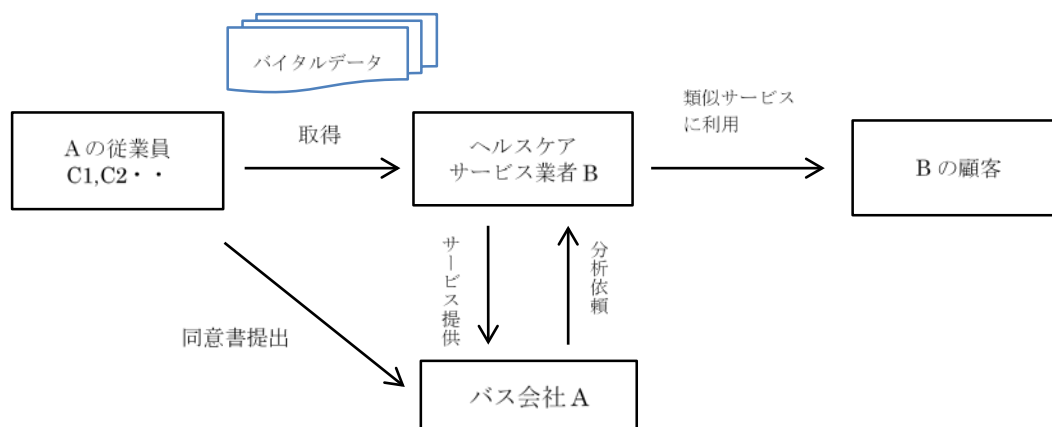 バイタルデータ
類似サービス
に利用
Aの従業員
C1,C2・・
取得
ヘルスケア
サービス業者B
Bの顧客
サービス提供
分析依頼
同意書提出
バス会社A